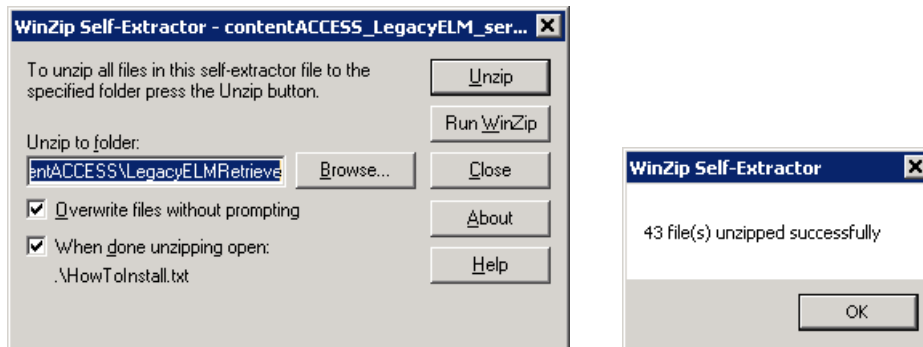 WinZip Self-Extractor - contentACCESS_LegacyELM_ser...
To unzip all files in this self-extractor file to the
specified folder press the Unzip button.
Unzip to folder:
entACCESS\LegacyELMRetrieve
Browse...
Overwrite files without prompting
When done unzipping open:
.\HowToInstall.txt
Unzip
Run WinZip
Close
About
Help
WinZip Self-Extractor
43 file(s) unzipped successfully
OK